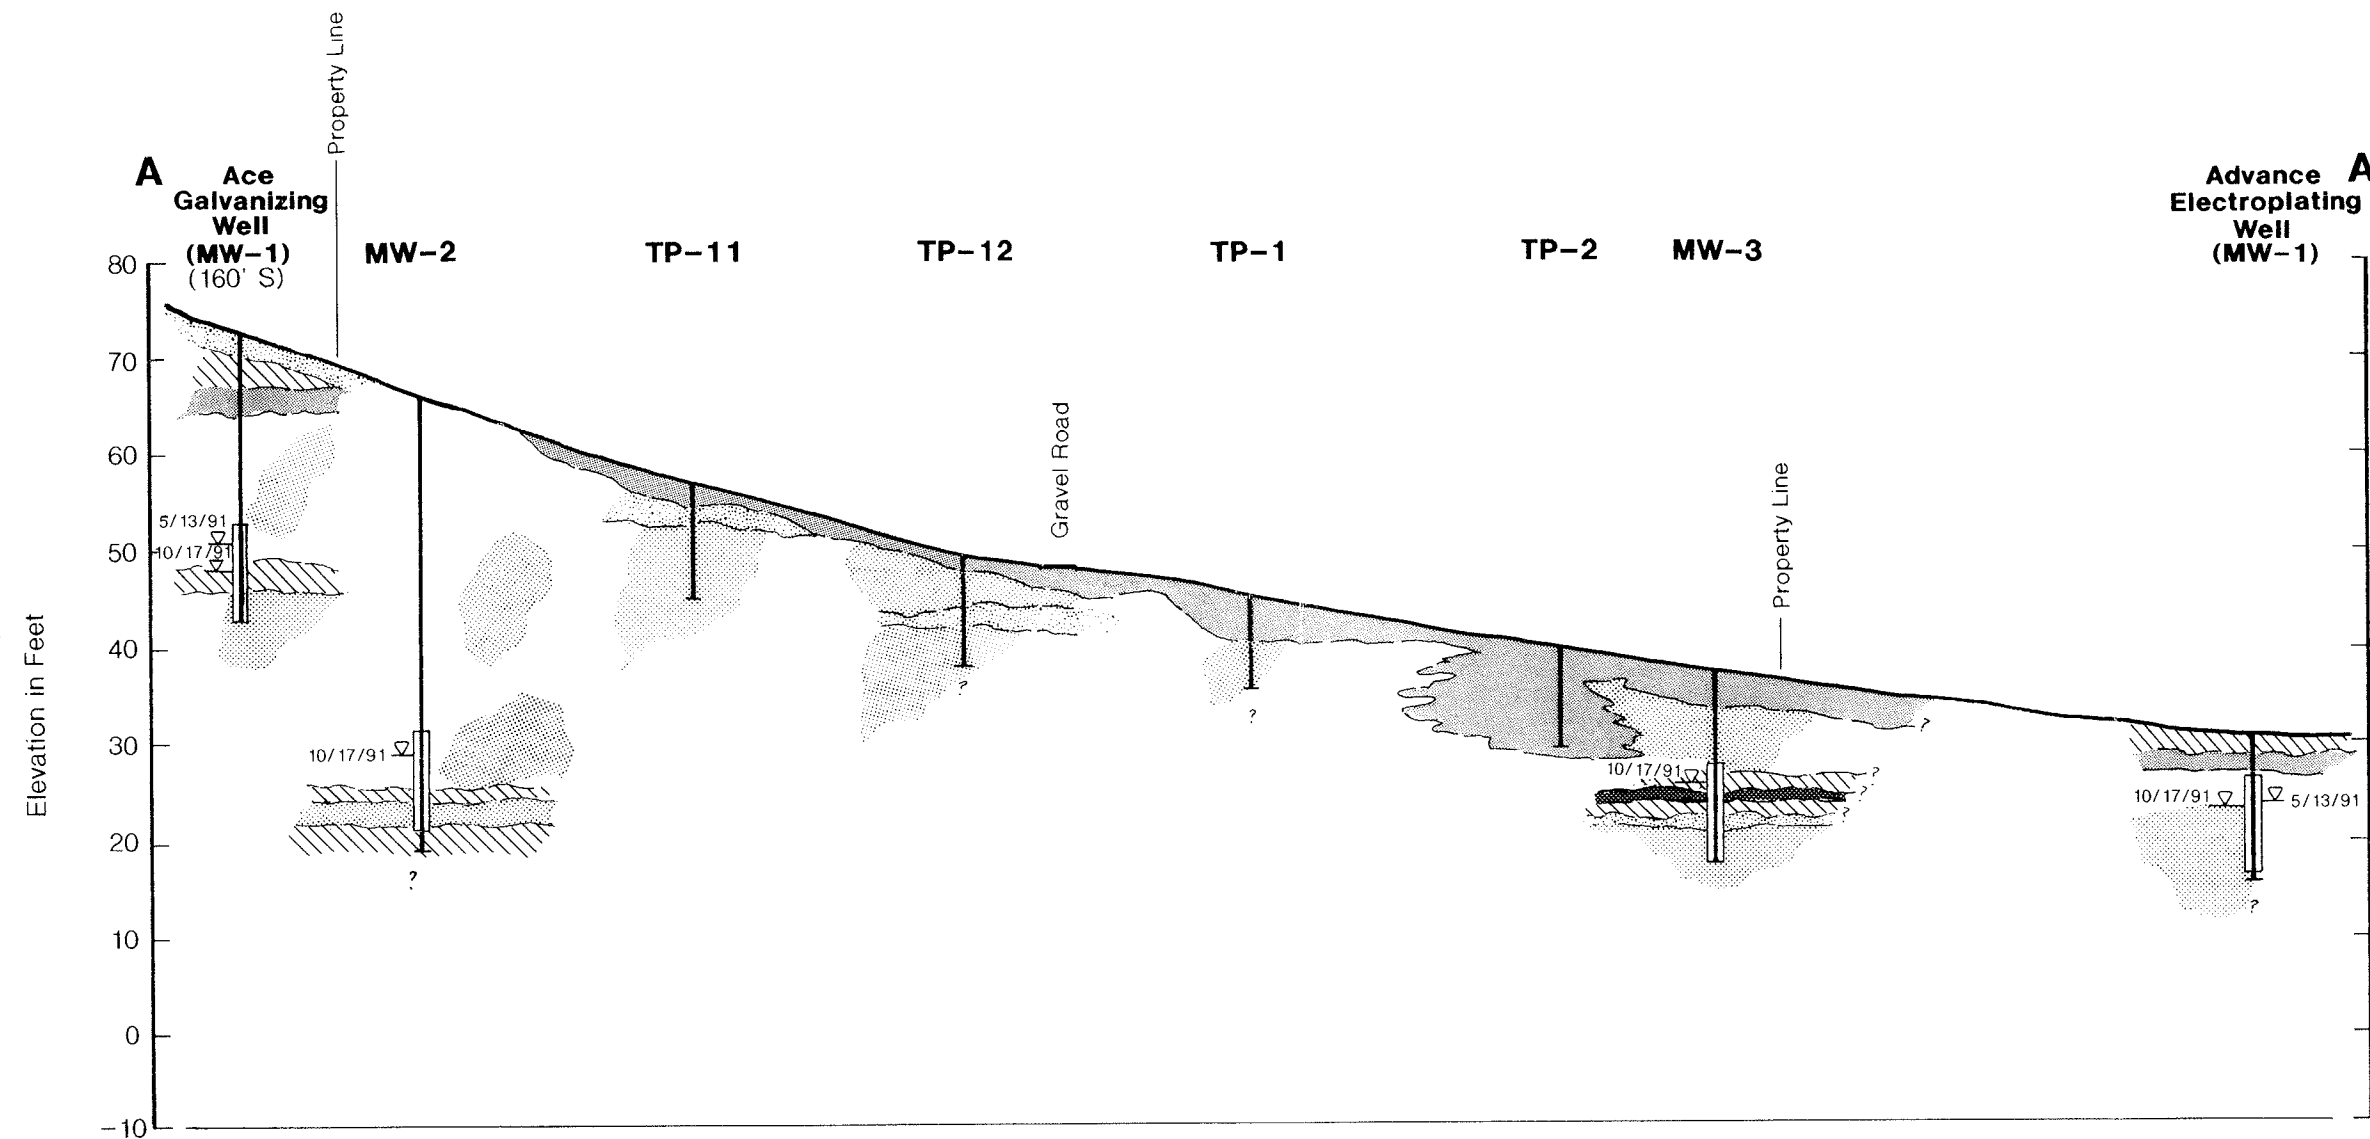 Property Line
A
Ace
Galvanizing
Well
(MW-1)
(160' S)
MW-2
TP-11
TP-12
TP-1
TP-2
MW-3
Advance
Electroplating
Well
(MW-1)
A
Gravel Road
Property Line
Elevation in Feet
80
70
60
50
40
30
20
10
0
-10
5/13/91
10/17/91
10/17/91
?
?
?
10/17/91
?
?
?
?
10/17/91
5/13/91
?